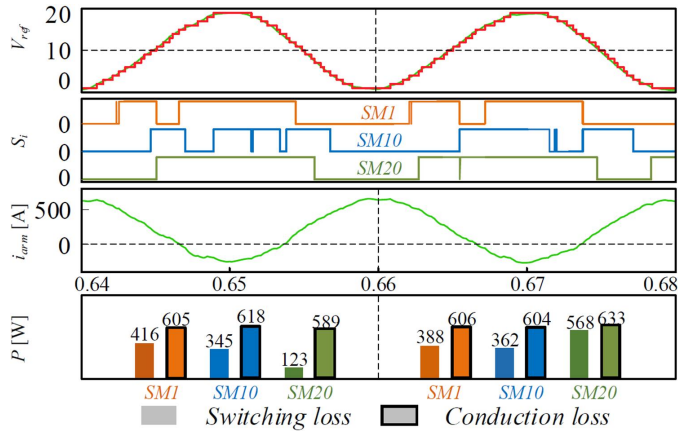 20
V_ref 10
0
S_i
0 SM1
0 SM10
0 SM20
i_arm [A]
500
0
0.64 0.65 0.66 0.67 0.68
P [W]
416 605 345 618 123 589 388 606 362 604 568 633
SM1 SM10 SM20 SM1 SM10 SM20
Switching loss Conduction loss